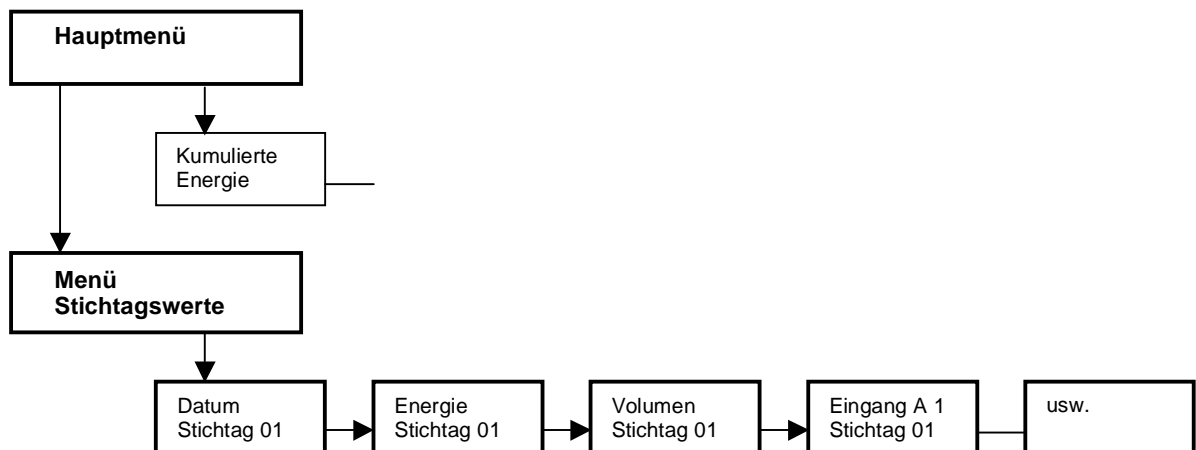 Hauptmenü
Kumulierte
Energie
Menü
Stichtagswerte
Datum
Stichtag 01
Energie
Stichtag 01
Volumen
Stichtag 01
Eingang A 1
Stichtag 01
usw.